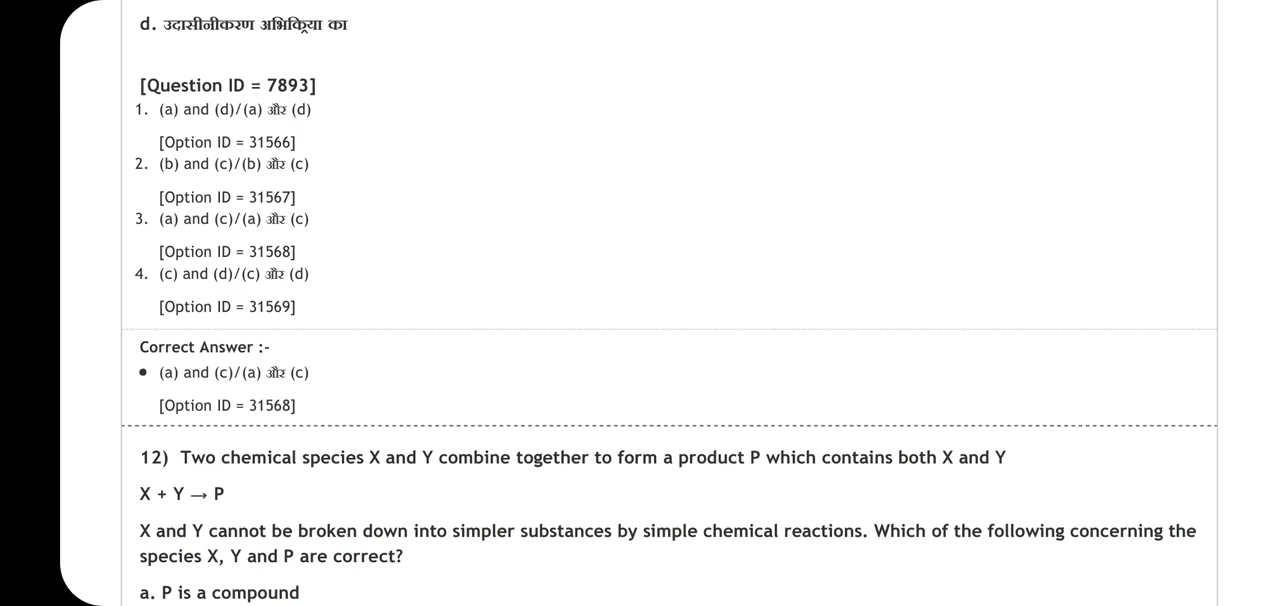 d. उदासीनीकरण अभिक्रिया का
[Question ID = 7893]
1. (a) and (d)/(a) और (d)
[Option ID = 31566]
2. (b) and (c)/(b) और (c)
[Option ID = 31567]
3. (a) and (c)/(a) और (c)
[Option ID = 31568]
4. (c) and (d)/(c) और (d)
[Option ID = 31569]
Correct Answer :-
• (a) and (c)/(a) और (c)
[Option ID = 31568]
12) Two chemical species X and Y combine together to form a product P which contains both X and Y
X + Y → P
X and Y cannot be broken down into simpler substances by simple chemical reactions. Which of the following concerning the
species X, Y and P are correct?
a. P is a compound